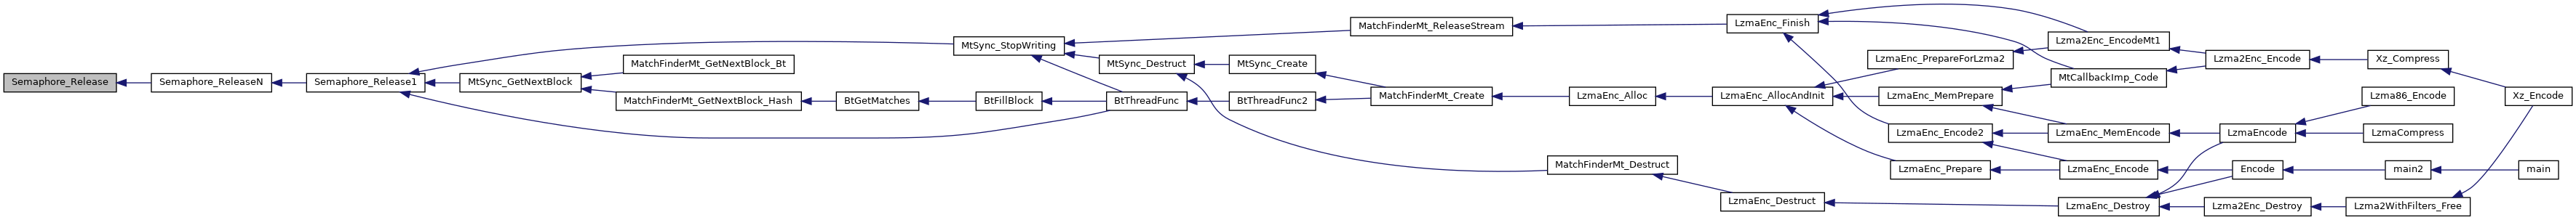 Semaphore_Release
Semaphore_ReleaseN
Semaphore_Release1
MtSync_GetNextBlock
MatchFinderMt_GetNextBlock_Bt
MatchFinderMt_GetNextBlock_Hash
BtGetMatches
MtSync_StopWriting
BtFillBlock
MtSync_Destruct
BtThreadFunc
MtSync_Create
BtThreadFunc2
MatchFinderMt_ReleaseStream
MatchFinderMt_Create
MatchFinderMt_Destruct
LzmaEnc_Alloc
LzmaEnc_Finish
LzmaEnc_AllocAndInit
LzmaEnc_Destruct
LzmaEnc_PrepareForLzma2
LzmaEnc_MemPrepare
LzmaEnc_Encode2
LzmaEnc_Prepare
Lzma2Enc_EncodeMt1
MtCallbackImp_Code
LzmaEnc_MemEncode
LzmaEnc_Encode
LzmaEnc_Destroy
Lzma2Enc_Encode
LzmaEncode
Encode
Lzma2Enc_Destroy
Xz_Compress
Lzma86_Encode
LzmaCompress
main2
Lzma2WithFilters_Free
Xz_Encode
main